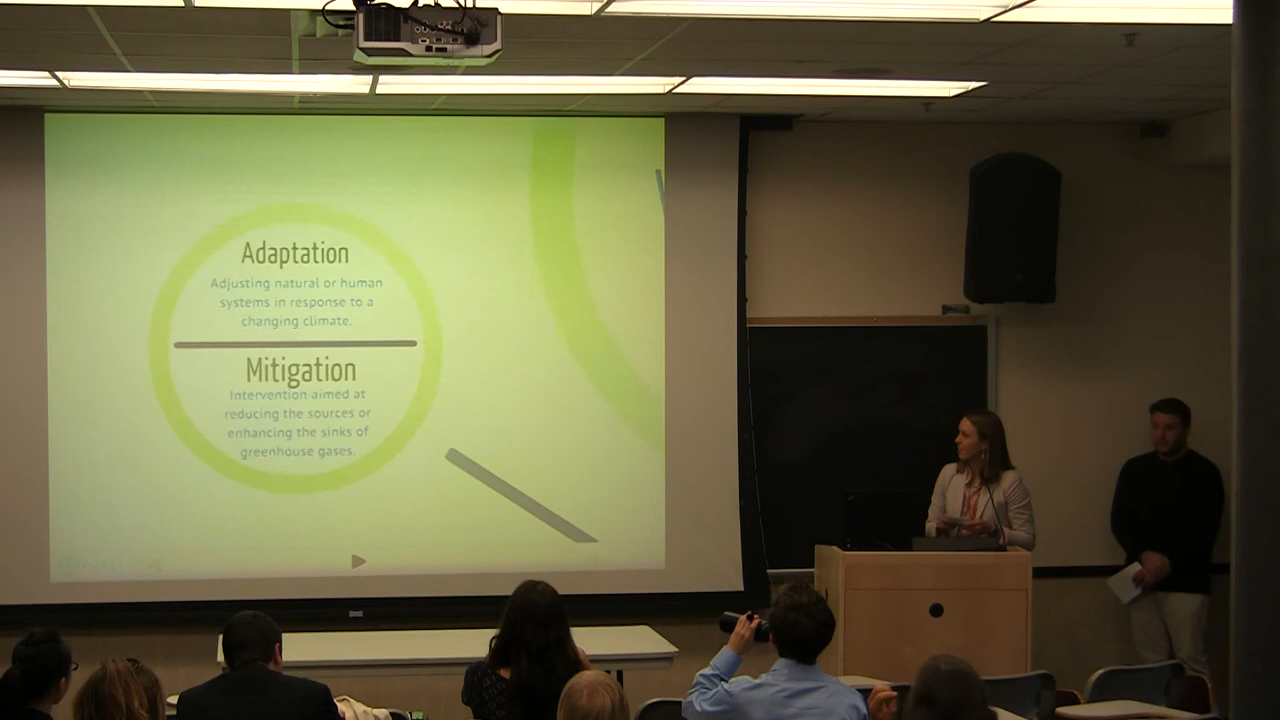 Adaptation
Adjusting natural or human
systems in response to a
changing climate.
Mitigation
Intervention aimed at
reducing the sources or
enhancing the sinks of
greenhouse gases.